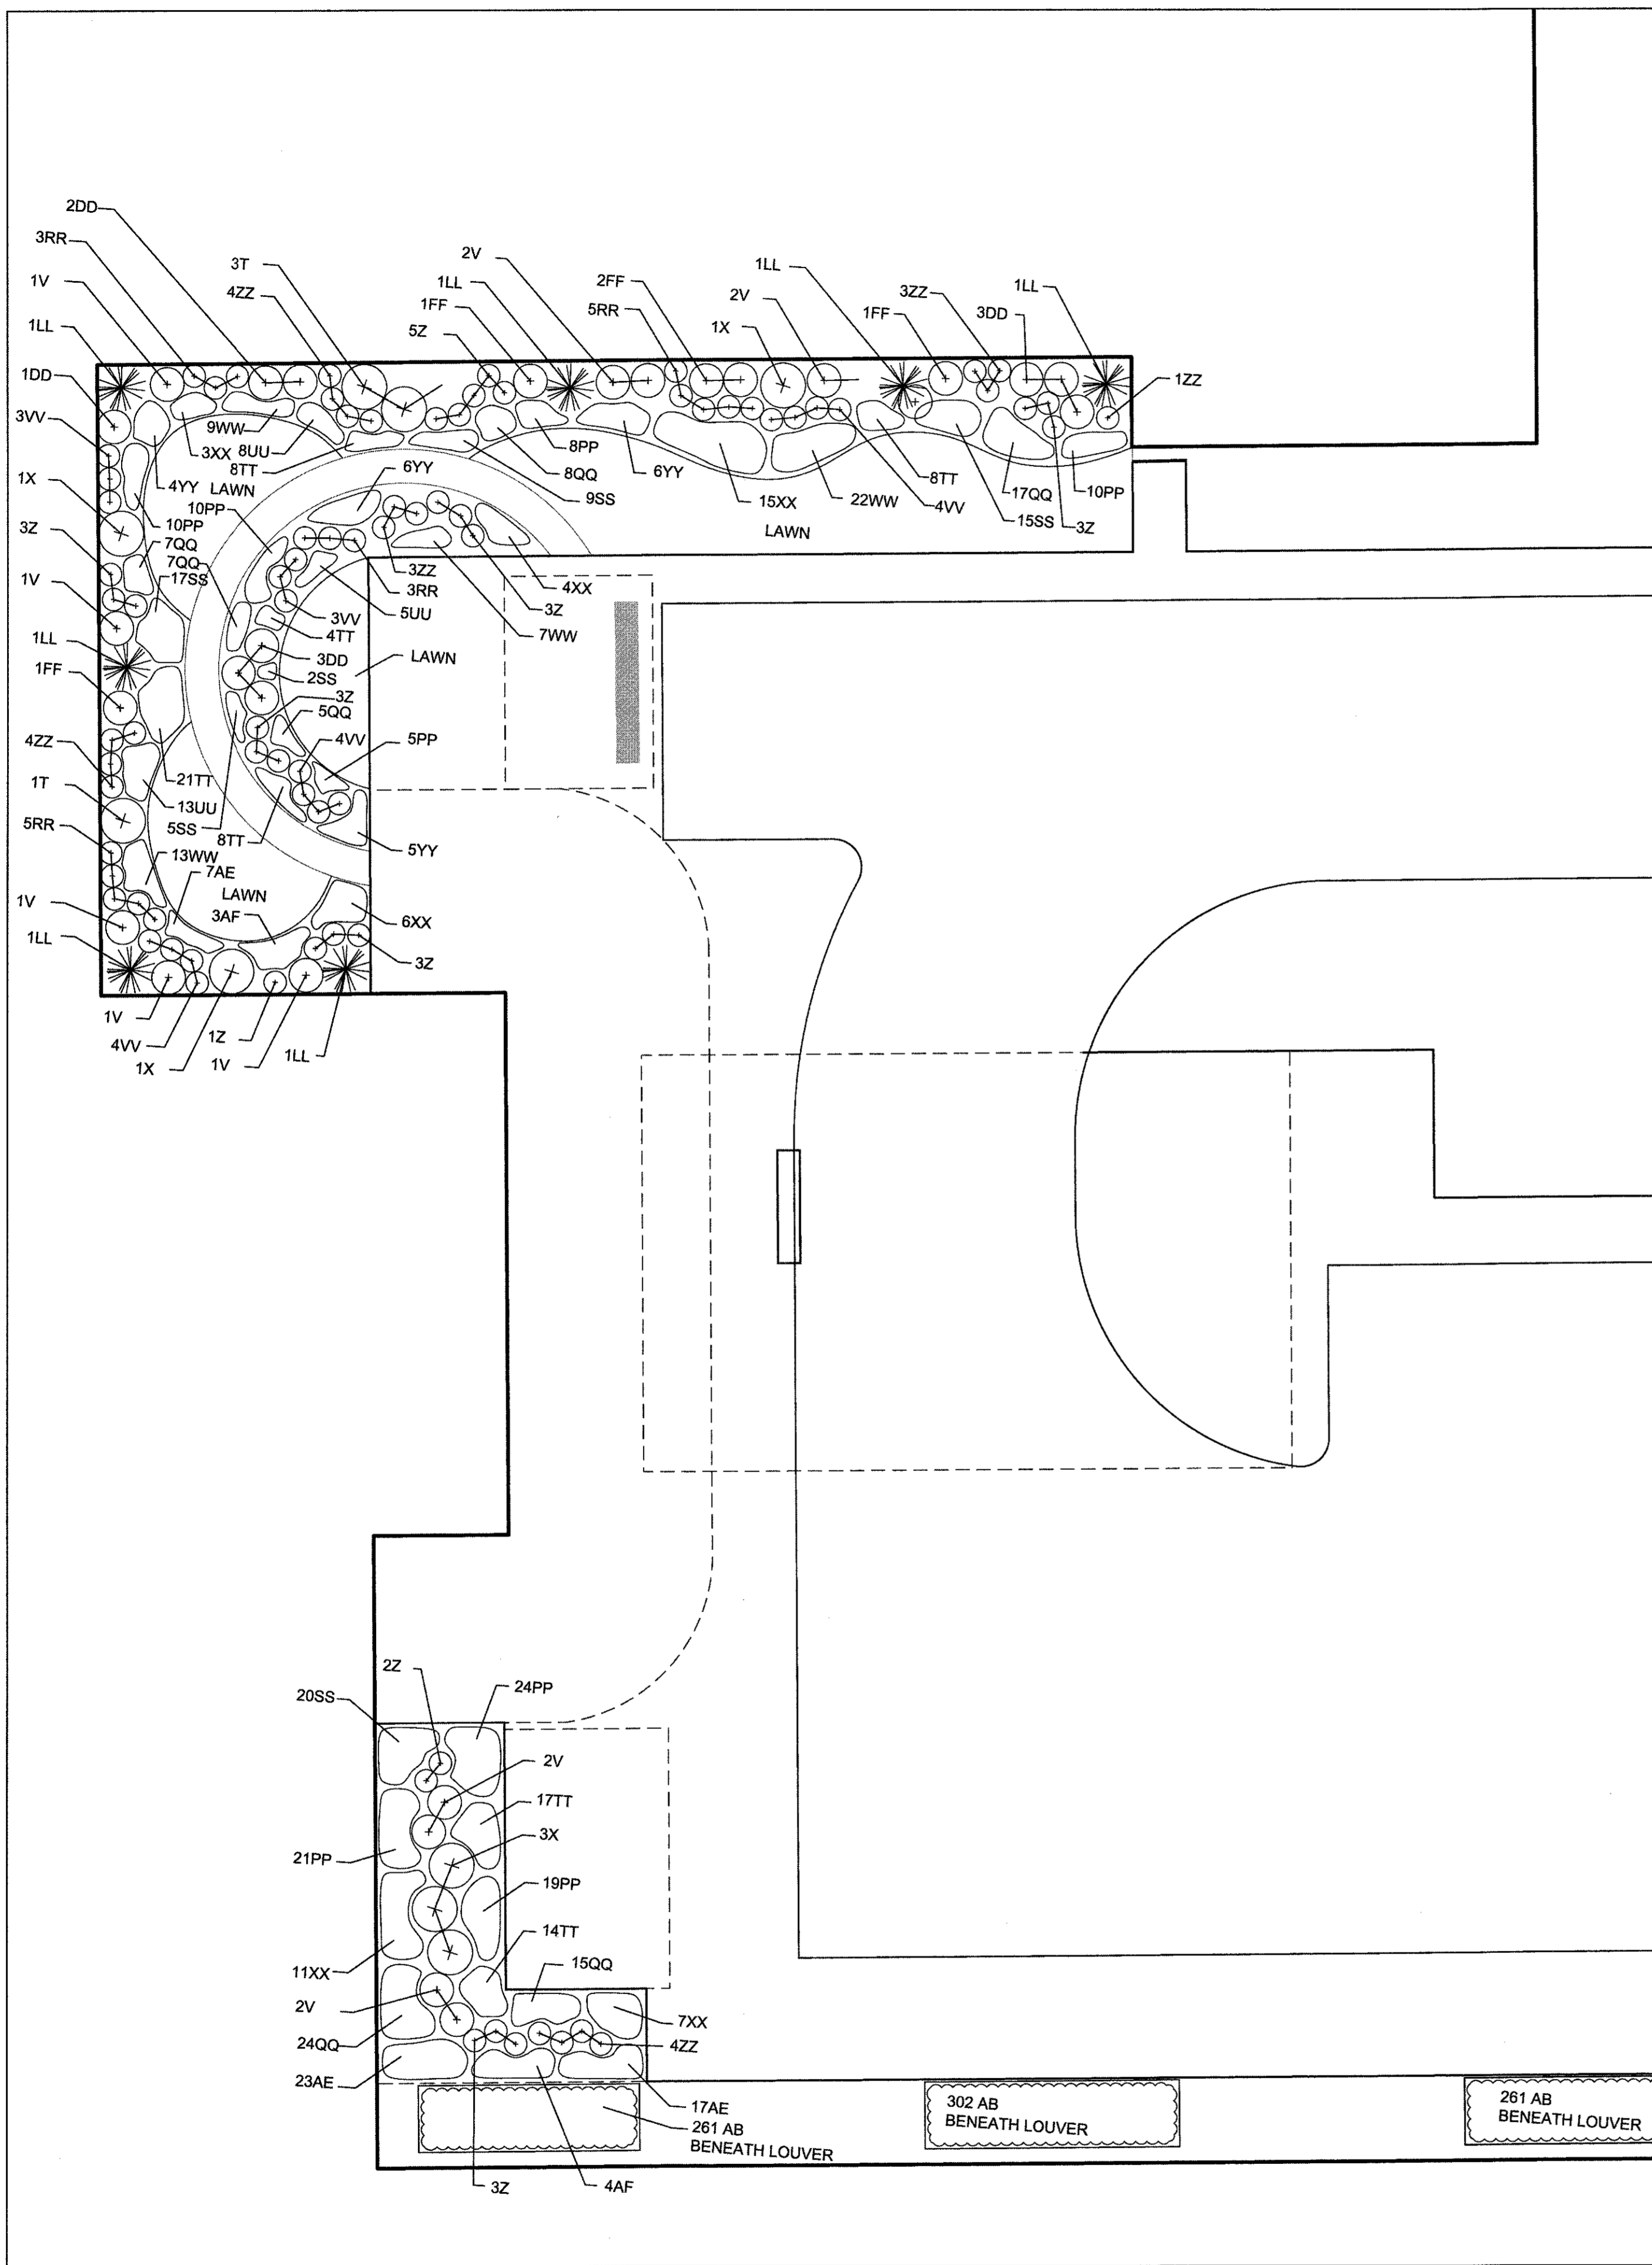 2DD
3RR
1V
1LL
3T
4ZZ
2V
1LL
1FF
5Z
2FF
5RR
1LL
2V
1X
3ZZ
1FF
3DD
1LL
1DD
3VV
1X
3Z
1V
1LL
1FF
4ZZ
1T
5RR
1V
1LL
1ZZ
9WW
3XX
8UU
8TT
4YY
LAWN
10PP
10PP
7QQ
7QQ
17SS
6YY
8PP
8QQ
9SS
6YY
15XX
22WW
LAWN
8TT
4VV
15SS
17QQ
3Z
10PP
3ZZ
3RR
5UU
4XX
3Z
7WW
3VV
4TT
3DD
2SS
LAWN
3Z
5QQ
4VV
5PP
21TT
13UU
5SS
8TT
5YY
13WW
7AE
LAWN
3AF
6XX
3Z
1V
4VV
1X
1Z
1V
1LL
2Z
20SS
24PP
2V
17TT
3X
21PP
19PP
14TT
11XX
15QQ
2V
7XX
24QQ
4ZZ
23AE
17AE
261 AB
BENEATH LOUVER
302 AB
BENEATH LOUVER
261 AB
BENEATH LOUVER
3Z
4AF